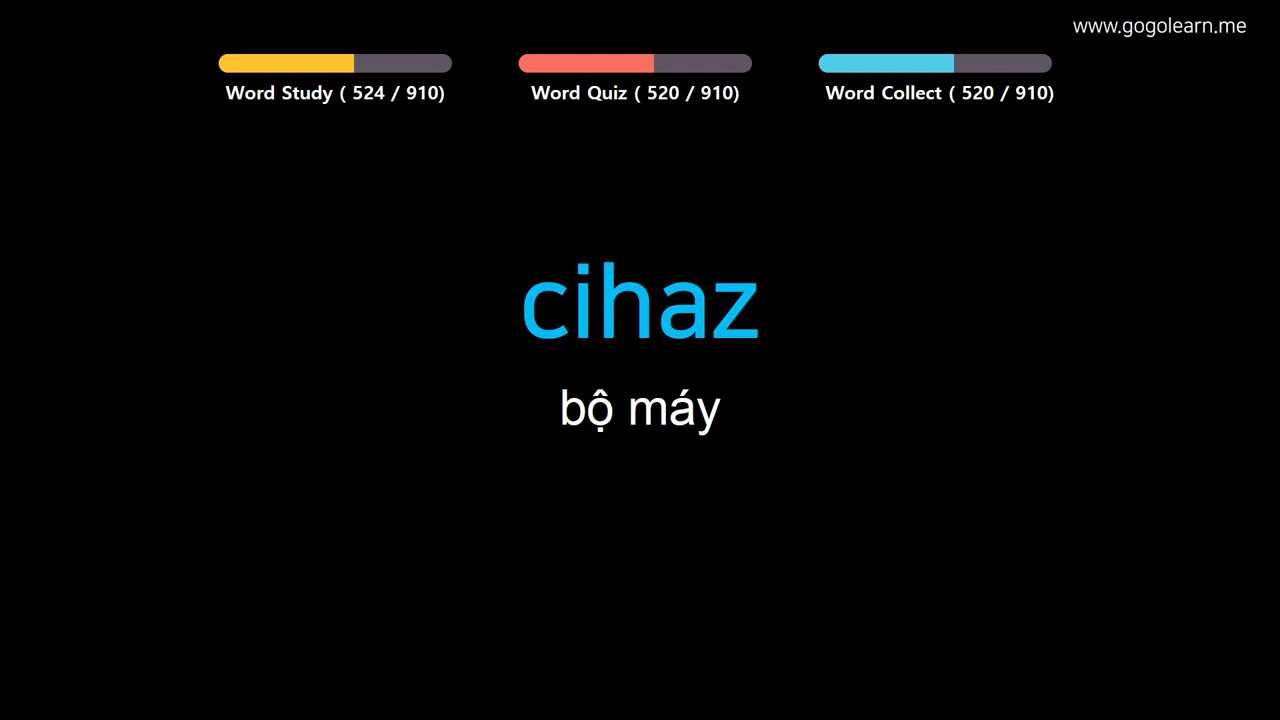 www.gogolearn.me
Word Study ( 524 / 910)
Word Quiz ( 520 / 910)
Word Collect ( 520 / 910)
cihaz
bộ máy